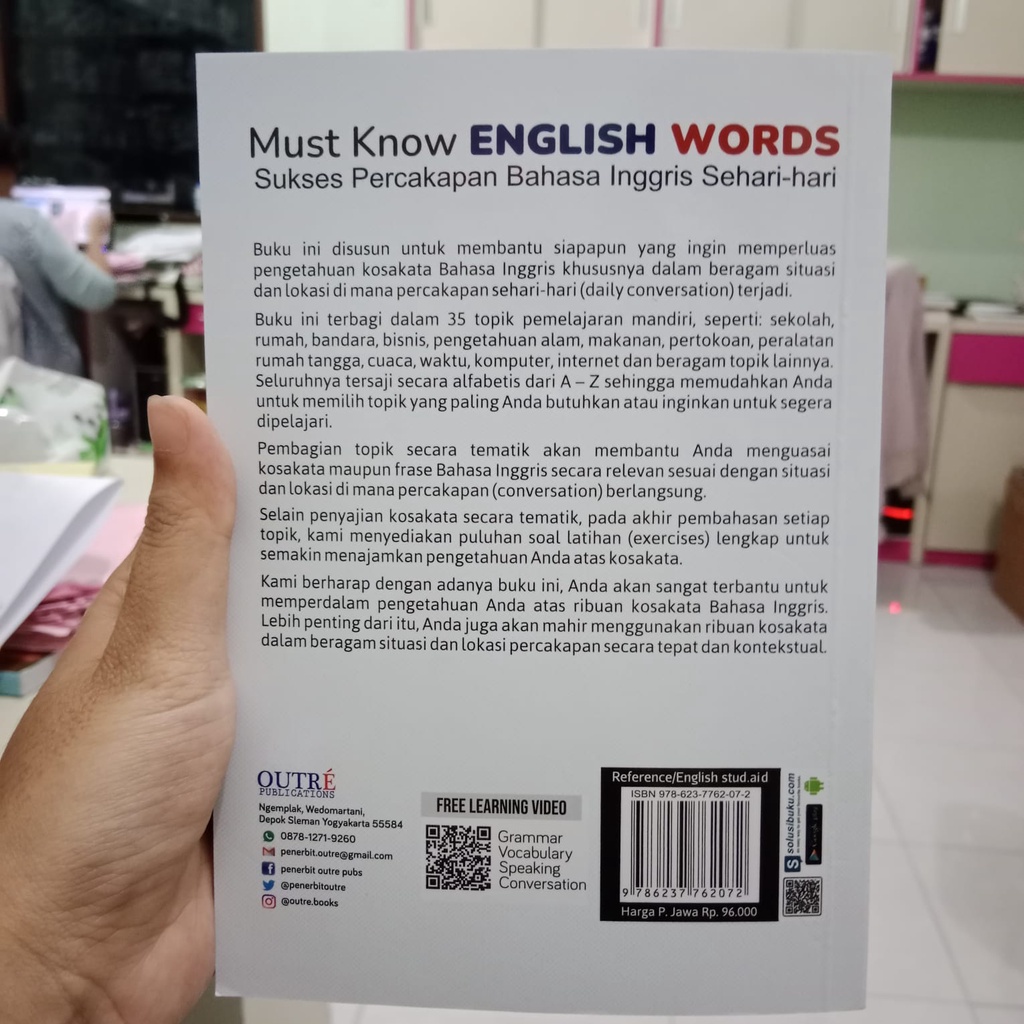 Must Know ENGLISH WORDS
Sukses Percakapan Bahasa Inggris Sehari-hari
Buku ini disusun untuk membantu siapapun yang ingin memperluas
pengetahuan kosakata Bahasa Inggris khususnya dalam beragam situasi
dan lokasi di mana percakapan sehari-hari (daily conversation) terjadi.
Buku ini terbagi dalam 35 topik pemelajaran mandiri, seperti: sekolah,
rumah, bandara, bisnis, pengetahuan alam, makanan, pertokoan, peralatan
rumah tangga, cuaca, waktu, komputer, internet dan beragam topik lainnya.
Seluruhnya tersaji secara alfabetis dari A – Z sehingga memudahkan Anda
untuk memilih topik yang paling Anda butuhkan atau inginkan untuk segera
dipelajari.
Pembagian topik secara tematik akan membantu Anda menguasai
kosakata maupun frase Bahasa Inggris secara relevan sesuai dengan situasi
dan lokasi di mana percakapan (conversation) berlangsung.
Selain penyajian kosakata secara tematik, pada akhir pembahasan setiap
topik, kami menyediakan puluhan soal latihan (exercises) lengkap untuk
semakin menajamkan pengetahuan Anda atas kosakata.
Kami berharap dengan adanya buku ini, Anda akan sangat terbantu untuk
memperdalam pengetahuan Anda atas ribuan kosakata Bahasa Inggris.
Lebih penting dari itu, Anda juga akan mahir menggunakan ribuan kosakata
dalam beragam situasi dan lokasi percakapan secara tepat dan kontekstual.
OUTRÉ
PUBLICATIONS
Ngemplak, Wedomartani,
Depok Sleman Yogyakarta 55584
0878-1271-9260
penerbit.outre@gmail.com
penerbit outre pubs
@penerbitoutre
@outre.books
FREE LEARNING VIDEO
Grammar
Vocabulary
Speaking
Conversation
Reference/English stud.aid
ISBN 978-623-7762-07-2
9 786237 762072
Harga P. Jawa Rp. 96.000
S solusibuku.com